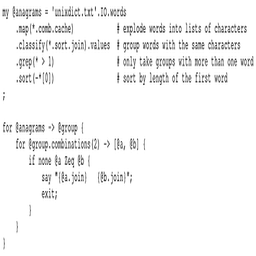 my @anagrams = 'unixdict.txt'.IO.words
    .map(*.comb.cache)             # explode words into lists of characters
    .classify(*.sort.join).values  # group words with the same characters
    .grep(* > 1)                   # only take groups with more than one word
    .sort(-*[0])                   # sort by length of the first word
;

for @anagrams -> @group {
    for @group.combinations(2) -> [@a, @b] {
        if none @a Zeq @b {
            say "{@a.join}   {@b.join}";
            exit;
        }
    }
}